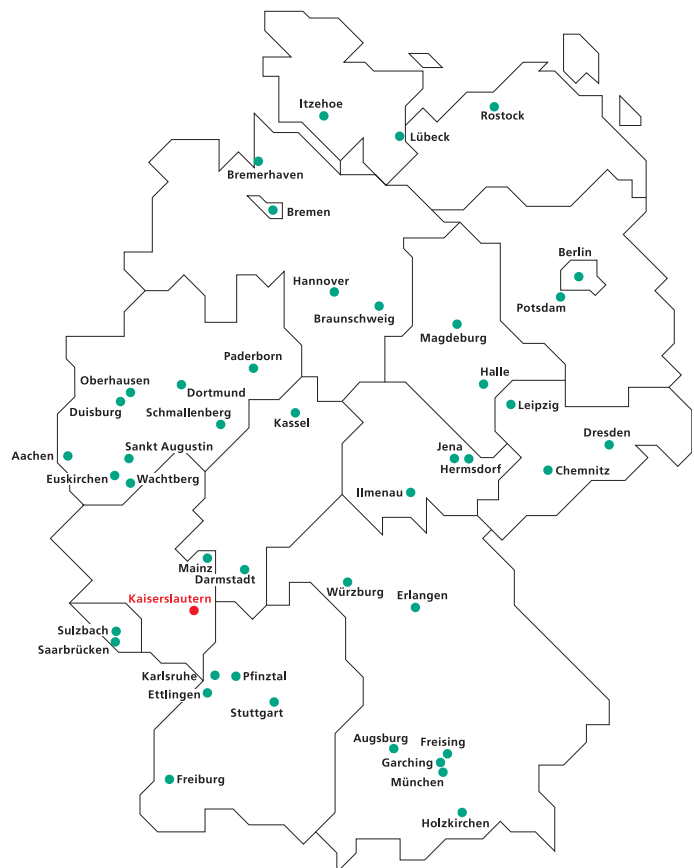 Itzehoe
Rostock
Lübeck
Bremerhaven
Bremen
Berlin
Hannover
Potsdam
Braunschweig
Magdeburg
Paderborn
Oberhausen
Dortmund
Halle
Duisburg
Schmallenberg
Kassel
Leipzig
Sankt Augustin
Jena
Dresden
Aachen
Hermsdorf
Euskirchen
Wachtberg
Chemnitz
Ilmenau
Mainz
Darmstadt
Würzburg
Kaiserslautern
Erlangen
Sulzbach
Saarbrücken
Karlsruhe
Pfinztal
Ettlingen
Stuttgart
Augsburg
Freising
Garching
Freiburg
München
Holzkirchen